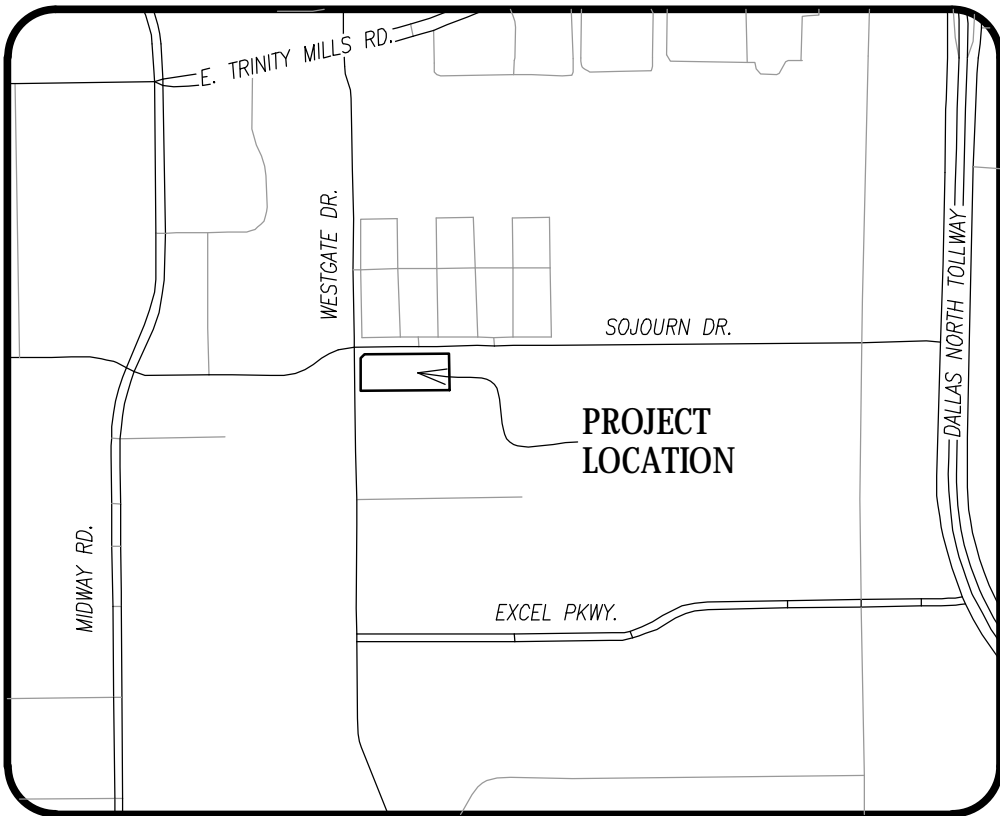 E. TRINITY MILLS RD.
WESTGATE DR.
DALLAS NORTH TOLLWAY
SOJOURN DR.
PROJECT
LOCATION
MIDWAY RD.
EXCEL PKWY.